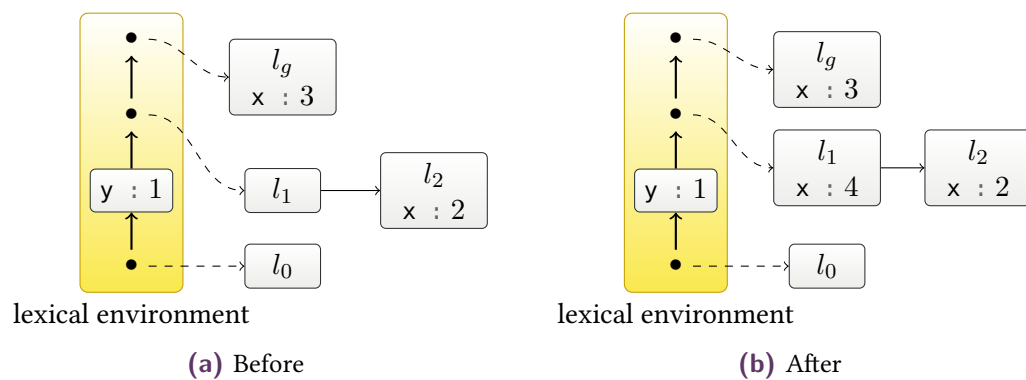 l_g
x : 3
l_1
l_2
x : 2
y : 1
l_0
lexical environment
(a) Before
l_g
x : 3
l_1
x : 4
l_2
x : 2
y : 1
l_0
lexical environment
(b) After